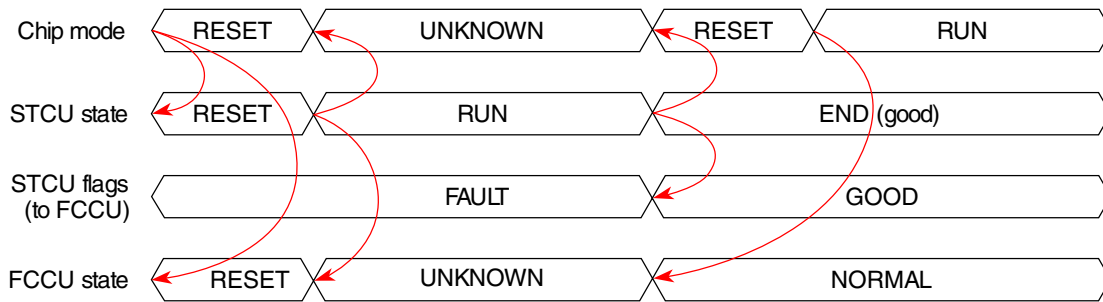 Chip mode RESET UNKNOWN RESET RUN
STCU state RESET RUN END (good)
STCU flags
(to FCCU) FAULT GOOD
FCCU state RESET UNKNOWN NORMAL